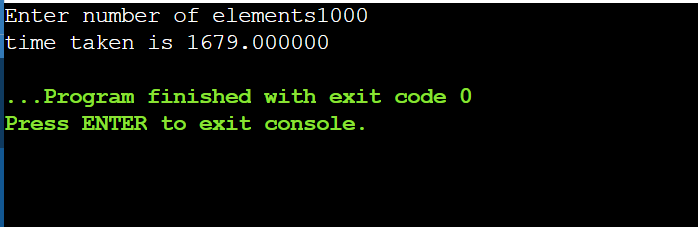 Enter number of elements1000
time taken is 1679.000000
...Program finished with exit code 0
Press ENTER to exit console.